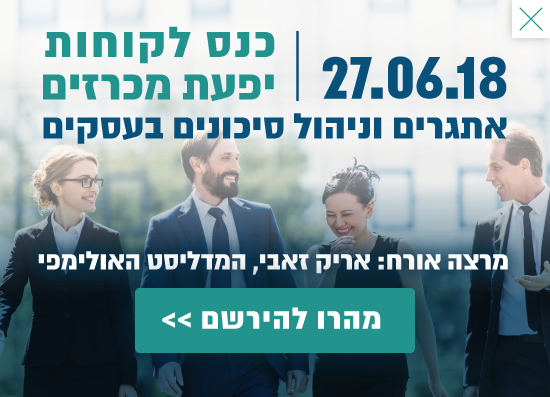 כנס לקוחות
יפעת מכרזים
27.06.18
אתגרים וניהול סיכונים בעסקים
מרצה אורח: אריק זאבי, המדליסט האולימפי
מהרו להירשם >>